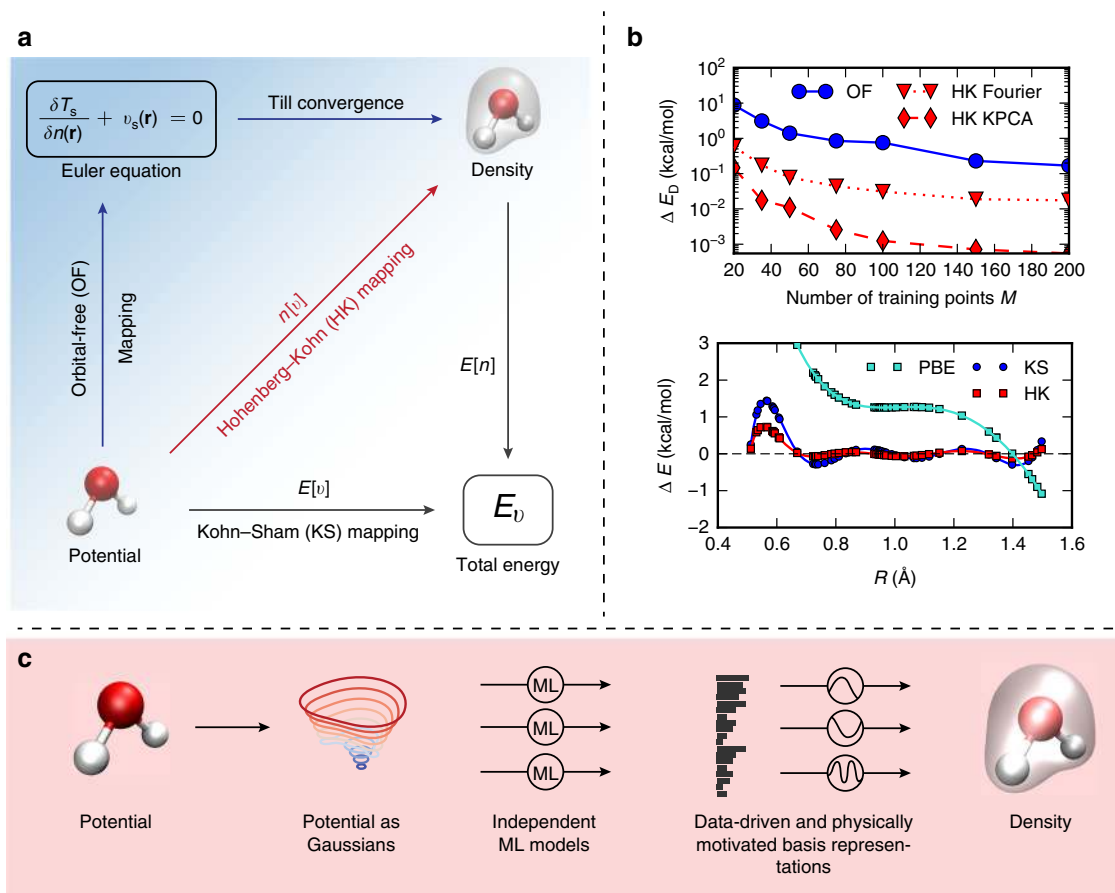 a
δT_s/δn(r) + υ_s(r) = 0
Euler equation
Till convergence
Density
Orbital-free (OF)
Mapping
n[υ]
Hohenberg–Kohn (HK) mapping
E[n]
Potential
E[υ]
Kohn–Sham (KS) mapping
E_υ
Total energy
b
10^2
10^1
10^0
10^−1
10^−2
10^−3
Δ E_D (kcal/mol)
OF
HK Fourier
HK KPCA
20 40 60 80 100 120 140 160 180 200
Number of training points M
3
2
1
0
−1
−2
Δ E (kcal/mol)
PBE
KS
HK
0.4 0.6 0.8 1.0 1.2 1.4 1.6
R (Å)
c
ML
ML
ML
Potential
Potential as
Gaussians
Independent
ML models
Data-driven and physically
motivated basis represen-
tations
Density